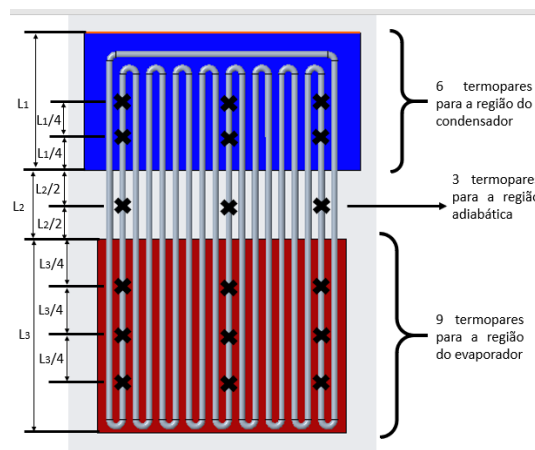 L1
L1/4
L1/4
L2
L2/2
L2/2
L3
L3/4
L3/4
L3/4
6 termopares
para a região do
condensador
3 termopares
para a região
adiabática
9 termopares
para a região
do evaporador